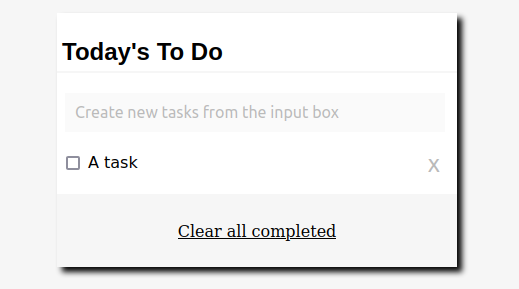 Today's To Do
Create new tasks from the input box
A task
X
Clear all completed